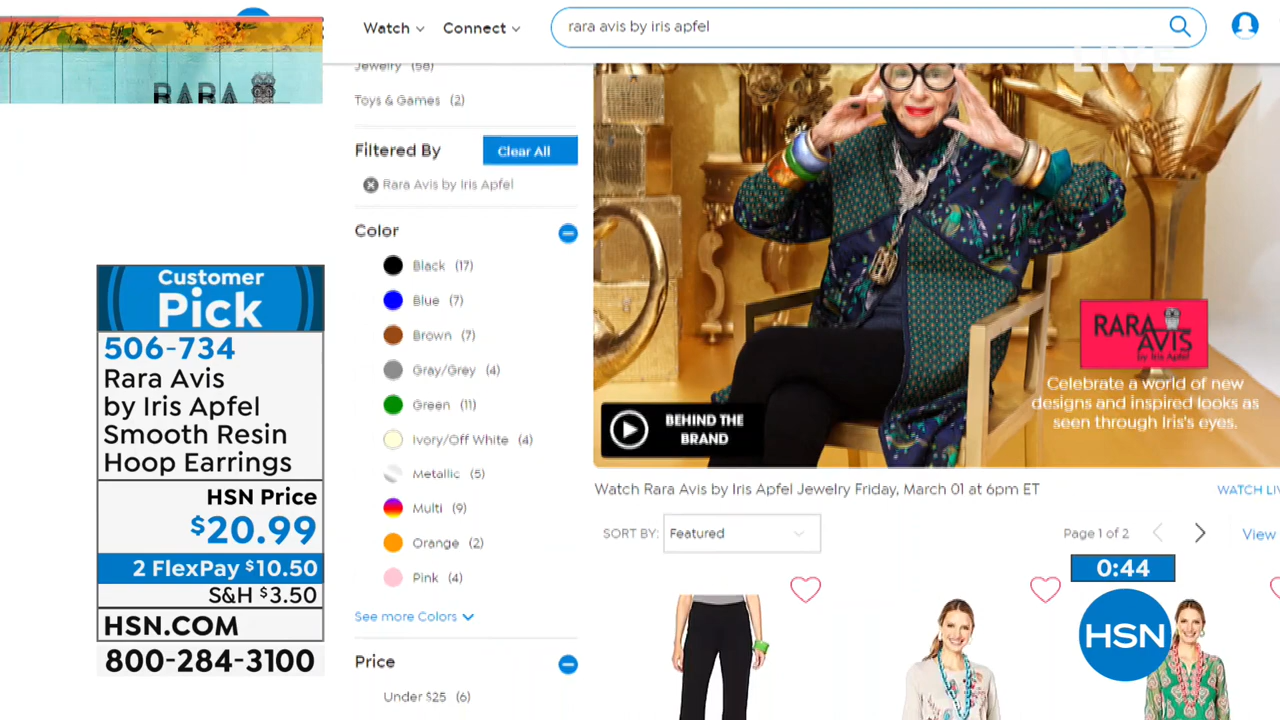 Watch
Connect
rara avis by iris apfel
LIVE
RARA
Jewelry (58)
Toys & Games (2)
Filtered By
Clear All
Rara Avis by Iris Apfel
Color
Black (17)
Blue (7)
Brown (7)
Gray/Grey (4)
Green (11)
Ivory/Off White (4)
Metallic (5)
Multi (9)
Orange (2)
Pink (4)
See more Colors
Price
Under $25 (6)
Customer
Pick
506-734
Rara Avis
by Iris Apfel
Smooth Resin
Hoop Earrings
HSN Price
$20.99
2 FlexPay $10.50
S&H $3.50
HSN.COM
800-284-3100
RARA
AVIS
by Iris Apfel
Celebrate a world of new
designs and inspired looks as
seen through Iris's eyes.
BEHIND THE
BRAND
Watch Rara Avis by Iris Apfel Jewelry Friday, March 01 at 6pm ET
WATCH LIV
SORT BY:
Featured
Page 1 of 2
View
0:44
HSN